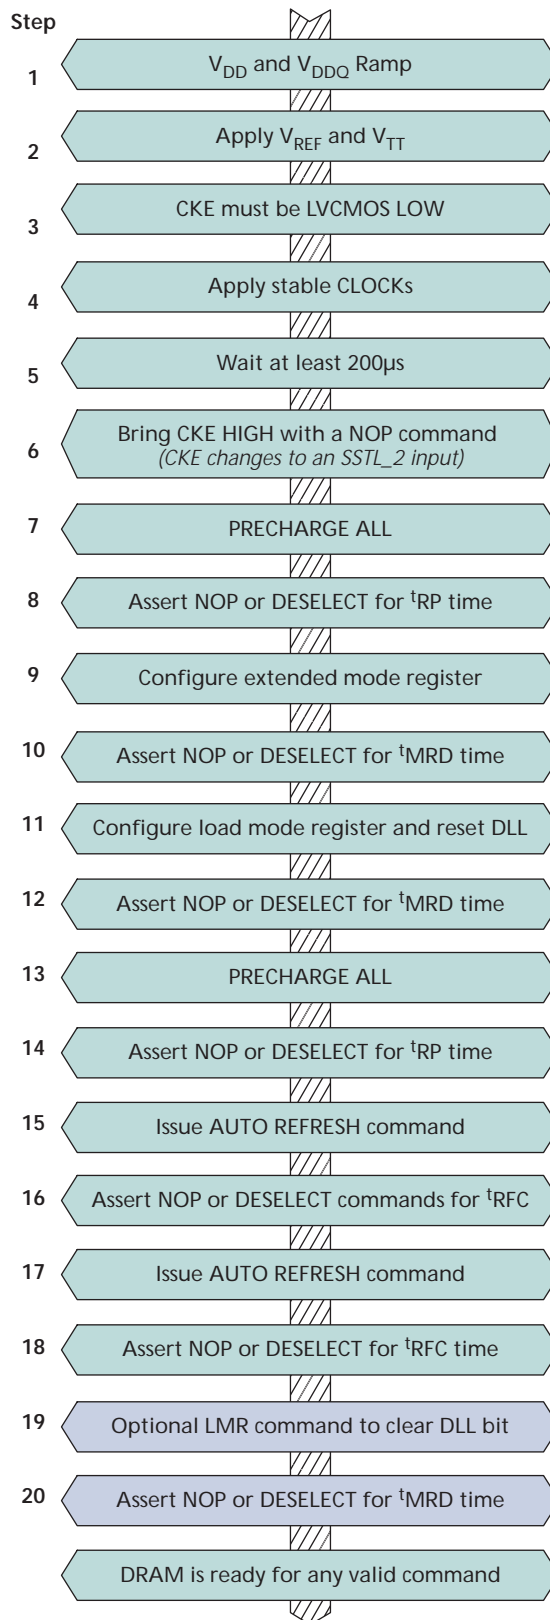 Step
1 V_DD and V_DDQ Ramp
2 Apply V_REF and V_TT
3 CKE must be LVCMOS LOW
4 Apply stable CLOCKs
5 Wait at least 200µs
6 Bring CKE HIGH with a NOP command
(CKE changes to an SSTL_2 input)
7 PRECHARGE ALL
8 Assert NOP or DESELECT for ᵗRP time
9 Configure extended mode register
10 Assert NOP or DESELECT for ᵗMRD time
11 Configure load mode register and reset DLL
12 Assert NOP or DESELECT for ᵗMRD time
13 PRECHARGE ALL
14 Assert NOP or DESELECT for ᵗRP time
15 Issue AUTO REFRESH command
16 Assert NOP or DESELECT commands for ᵗRFC
17 Issue AUTO REFRESH command
18 Assert NOP or DESELECT for ᵗRFC time
19 Optional LMR command to clear DLL bit
20 Assert NOP or DESELECT for ᵗMRD time
DRAM is ready for any valid command